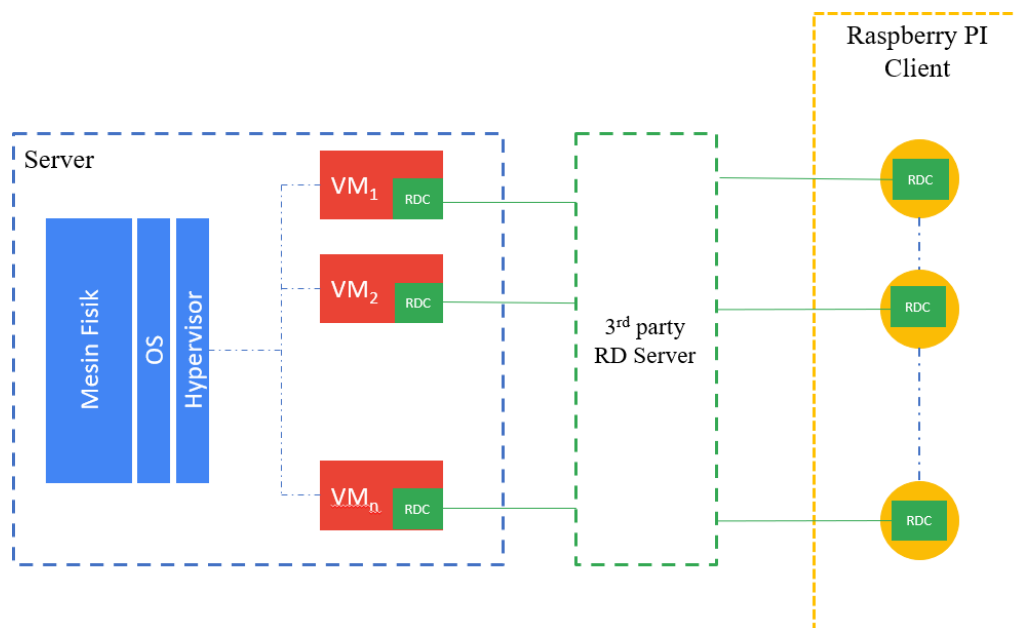 Raspberry PI
Client
Server
Mesin Fisik
OS
Hypervisor
VM1
RDC
VM2
RDC
VMn
RDC
3rd party
RD Server
RDC
RDC
RDC